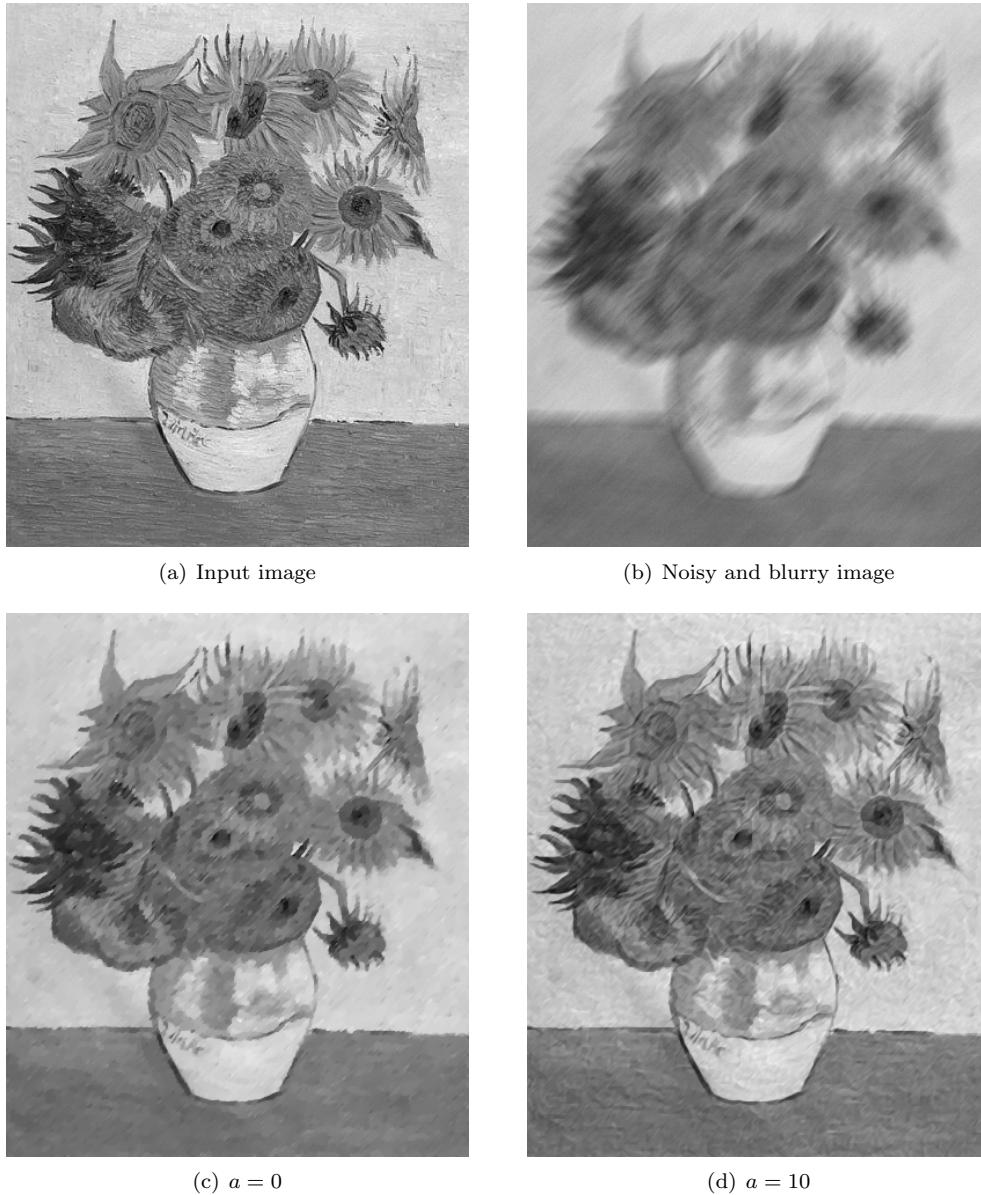 (a) Input image
(b) Noisy and blurry image
(c) a = 0
(d) a = 10